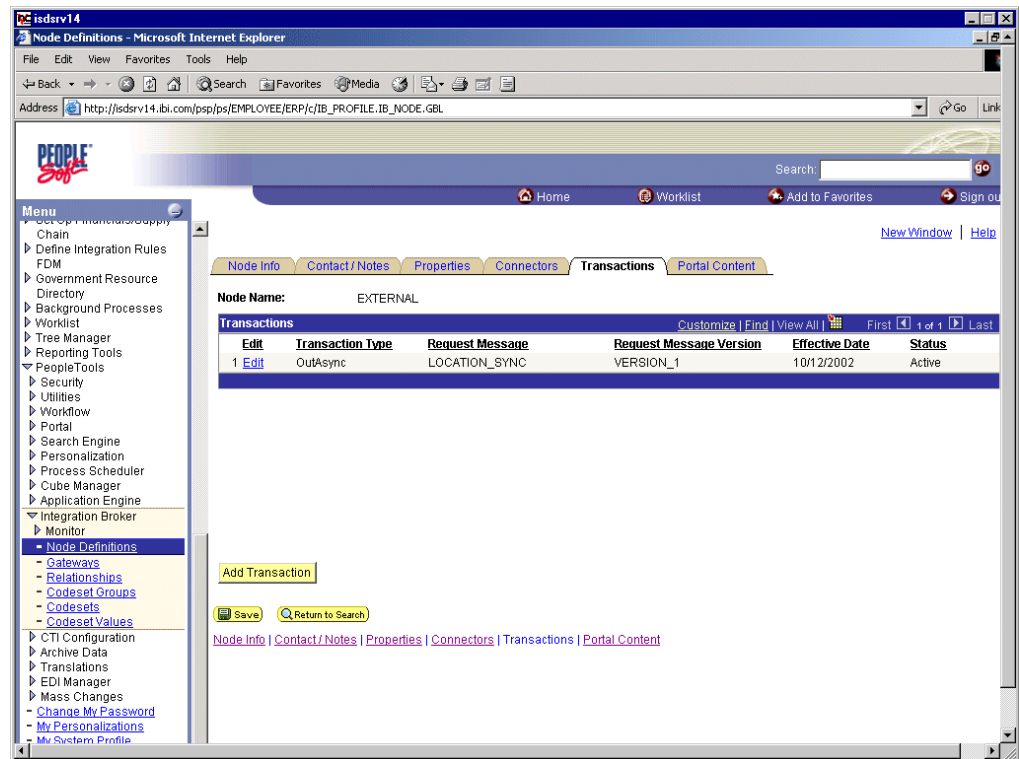 isdsrv14
Node Definitions - Microsoft Internet Explorer
File Edit View Favorites Tools Help
Back Search Favorites Media
Address http://isdsrv14.ibi.com/psp/ps/EMPLOYEE/ERP/c/IB_PROFILE.IB_NODE.GBL Go Link
PEOPLE Soft
Search: go
Home Worklist Add to Favorites Sign ou
Menu
Set Up Financials/Supply
Chain
Define Integration Rules
FDM
Government Resource
Directory
Background Processes
Worklist
Tree Manager
Reporting Tools
PeopleTools
Security
Utilities
Workflow
Portal
Search Engine
Personalization
Process Scheduler
Cube Manager
Application Engine
Integration Broker
Monitor
- Node Definitions
- Gateways
- Relationships
- Codeset Groups
- Codesets
- Codeset Values
CTI Configuration
Archive Data
Translations
EDI Manager
Mass Changes
- Change My Password
- My Personalizations
- My System Profile
New Window | Help
Node Info Contact / Notes Properties Connectors Transactions Portal Content
Node Name: EXTERNAL
Transactions Customize | Find | View All | First 1 of 1 Last
Edit Transaction Type Request Message Request Message Version Effective Date Status
1 Edit OutAsync LOCATION_SYNC VERSION_1 10/12/2002 Active
Add Transaction
Save Return to Search
Node Info | Contact / Notes | Properties | Connectors | Transactions | Portal Content